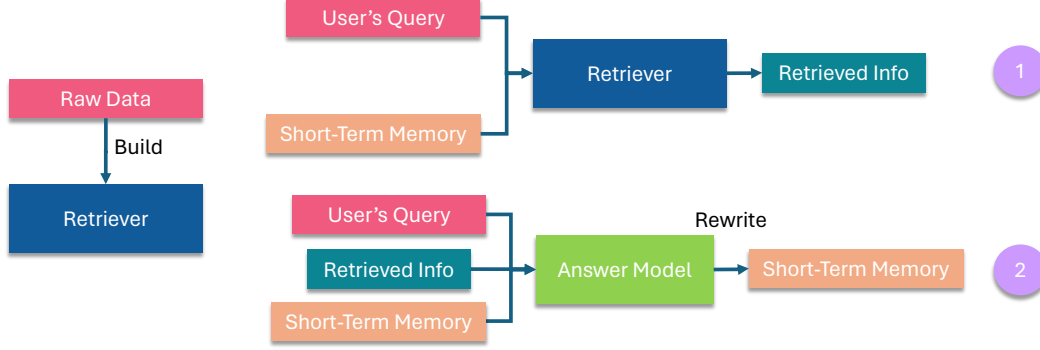 Raw Data
Build
Retriever
User's Query
Short-Term Memory
Retriever
Retrieved Info
1
User's Query
Retrieved Info
Short-Term Memory
Answer Model
Rewrite
Short-Term Memory
2